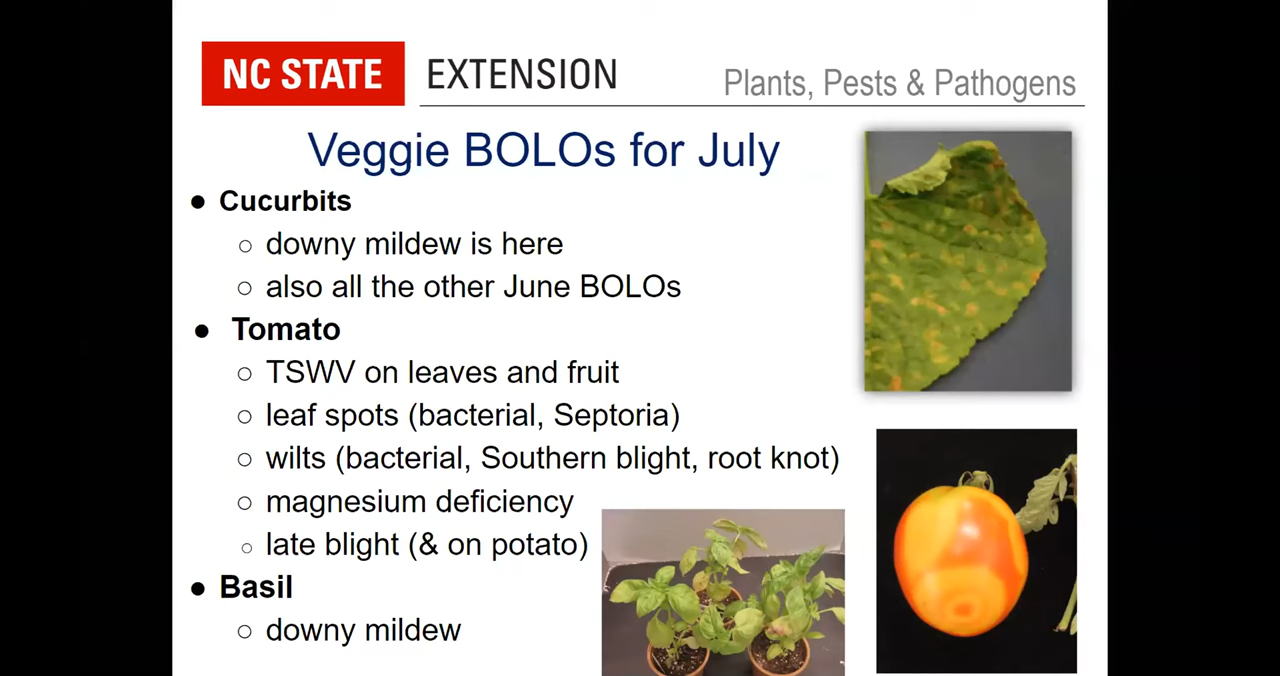 NC STATE EXTENSION
Plants, Pests & Pathogens
Veggie BOLOs for July
● Cucurbits
○ downy mildew is here
○ also all the other June BOLOs
● Tomato
○ TSWV on leaves and fruit
○ leaf spots (bacterial, Septoria)
○ wilts (bacterial, Southern blight, root knot)
○ magnesium deficiency
○ late blight (& on potato)
● Basil
○ downy mildew